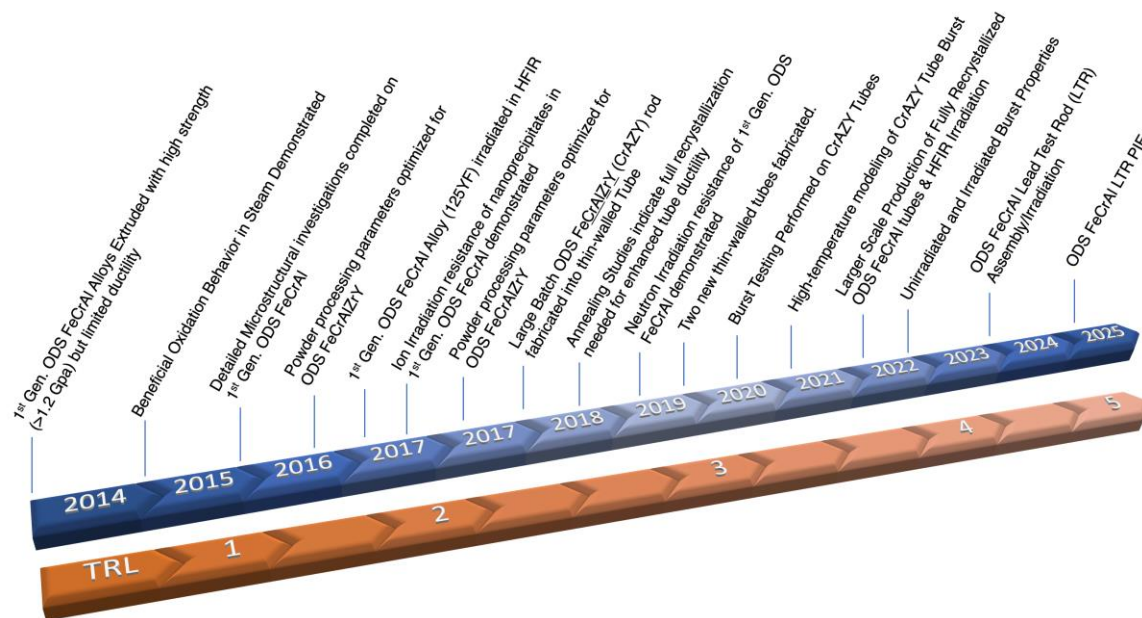 1st Gen. ODS FeCrAl Alloys Extruded with high strength
(>1.2 Gpa) but limited ductility
Beneficial Oxidation Behavior in Steam Demonstrated
Detailed Microstructural investigations completed on
1st Gen. ODS FeCrAl
Powder processing parameters optimized for
ODS FeCrAlZrY
1st Gen. ODS FeCrAl Alloy (125YF) irradiated in HFIR
Ion Irradiation resistance of nanoprecipitates in
1st Gen. ODS FeCrAl demonstrated
Powder processing parameters optimized for
ODS FeCrAlZrY
Large Batch ODS FeCrAlZrY (CrAZY) rod
fabricated into thin-walled Tube
Annealing Studies indicate full recrystallization
needed for enhanced tube ductility
Neutron Irradiation resistance of 1st Gen. ODS
FeCrAl demonstrated
Two new thin-walled tubes fabricated.
Burst Testing Performed on CrAZY Tubes
High-temperature modeling of CrAZY Tube Burst
Larger Scale Production of Fully Recrystallized
ODS FeCrAl tubes & HFIR Irradiation
Unirradiated and Irradiated Burst Properties
ODS FeCrAl Lead Test Rod (LTR)
Assembly/Irradiation
ODS FeCrAl LTR PIE
2014 2015 2016 2017 2017 2018 2019 2020 2021 2022 2023 2024 2025
TRL 1 2 3 4 5